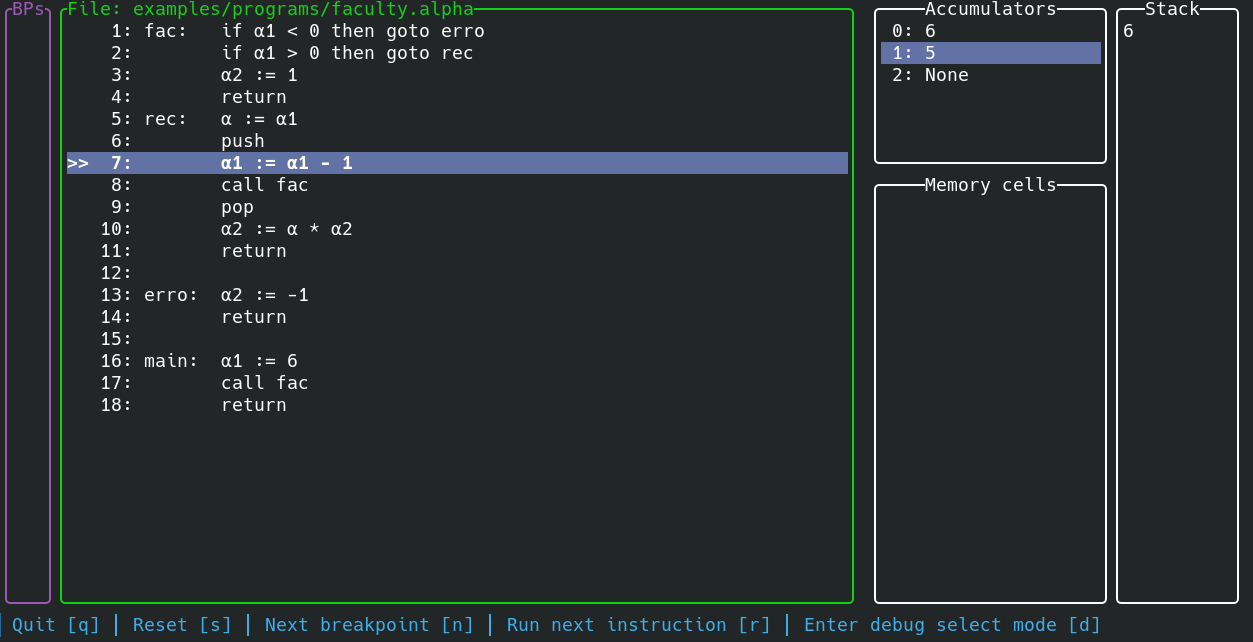 BPs
File: examples/programs/faculty.alpha
1: fac: if α1 < 0 then goto erro
2: if α1 > 0 then goto rec
3: α2 := 1
4: return
5: rec: α := α1
6: push
>> 7: α1 := α1 - 1
8: call fac
9: pop
10: α2 := α * α2
11: return
12:
13: erro: α2 := -1
14: return
15:
16: main: α1 := 6
17: call fac
18: return
Accumulators
0: 6
1: 5
2: None
Memory cells
Stack
6
Quit [q] | Reset [s] | Next breakpoint [n] | Run next instruction [r] | Enter debug select mode [d]